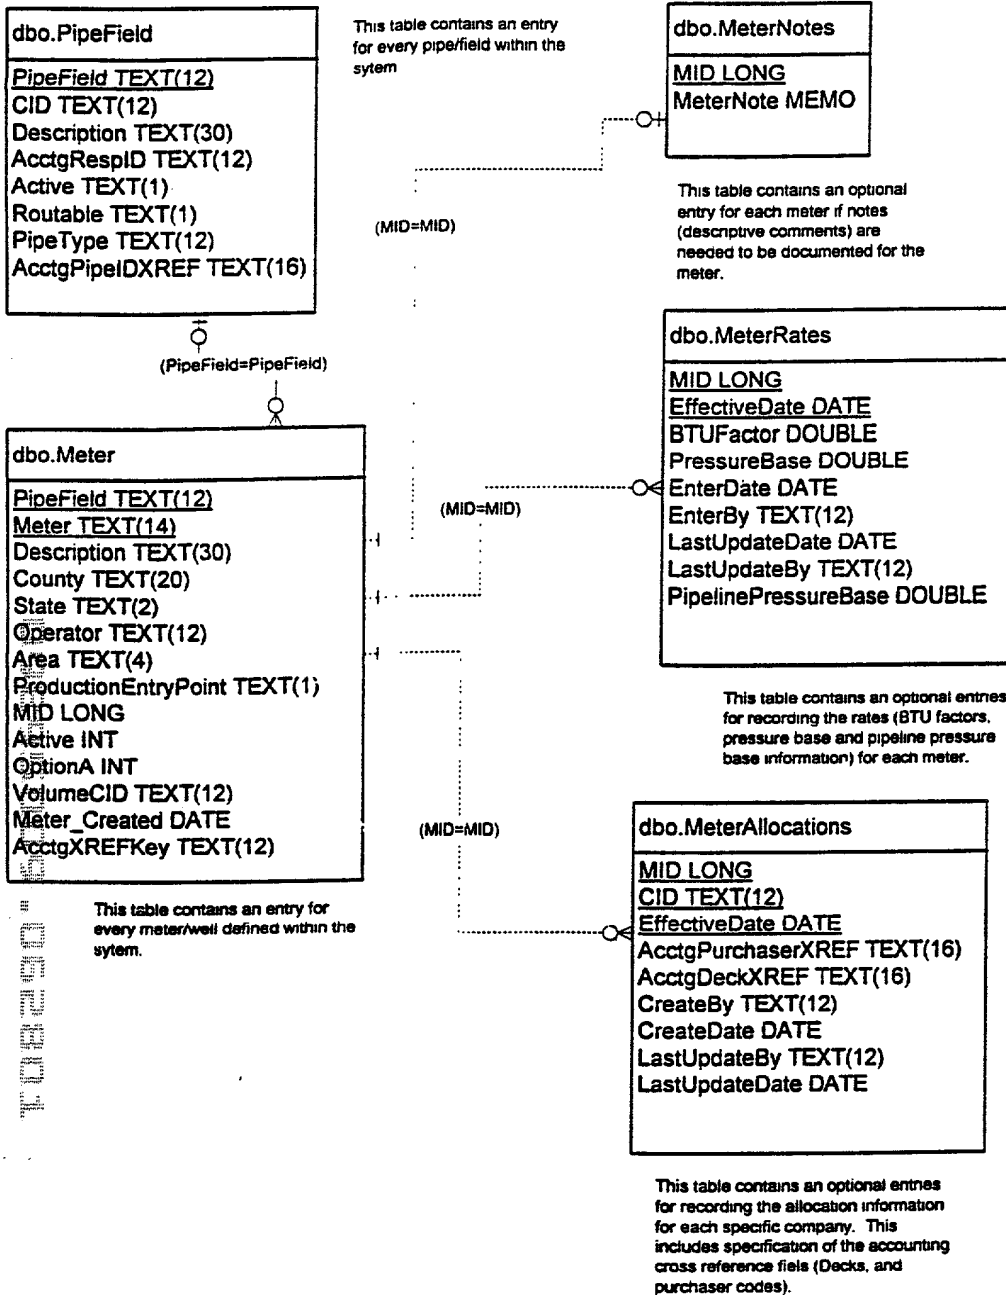 dbo.PipeField
PipeField TEXT(12)
CID TEXT(12)
Description TEXT(30)
AcctgRespID TEXT(12)
Active TEXT(1)
Routable TEXT(1)
PipeType TEXT(12)
AcctgPipeIDXREF TEXT(16)
This table contains an entry
for every pipe/field within the
sytem
dbo.MeterNotes
MID LONG
MeterNote MEMO
This table contains an optional
entry for each meter if notes
(descriptive comments) are
needed to be documented for the
meter.
(MID=MID)
(PipeField=PipeField)
dbo.Meter
PipeField TEXT(12)
Meter TEXT(14)
Description TEXT(30)
County TEXT(20)
State TEXT(2)
Operator TEXT(12)
Area TEXT(4)
ProductionEntryPoint TEXT(1)
MID LONG
Active INT
OptionA INT
VolumeCID TEXT(12)
Meter_Created DATE
AcctgXREFKey TEXT(12)
This table contains an entry for
every meter/well defined within the
sytem.
(MID=MID)
dbo.MeterRates
MID LONG
EffectiveDate DATE
BTUFactor DOUBLE
PressureBase DOUBLE
EnterDate DATE
EnterBy TEXT(12)
LastUpdateDate DATE
LastUpdateBy TEXT(12)
PipelinePressureBase DOUBLE
This table contains an optional entries
for recording the rates (BTU factors,
pressure base and pipeline pressure
base information) for each meter.
(MID=MID)
dbo.MeterAllocations
MID LONG
CID TEXT(12)
EffectiveDate DATE
AcctgPurchaserXREF TEXT(16)
AcctgDeckXREF TEXT(16)
CreateBy TEXT(12)
CreateDate DATE
LastUpdateBy TEXT(12)
LastUpdateDate DATE
This table contains an optional entries
for recording the allocation information
for each specific company. This
includes specification of the accounting
cross reference fiels (Decks, and
purchaser codes).